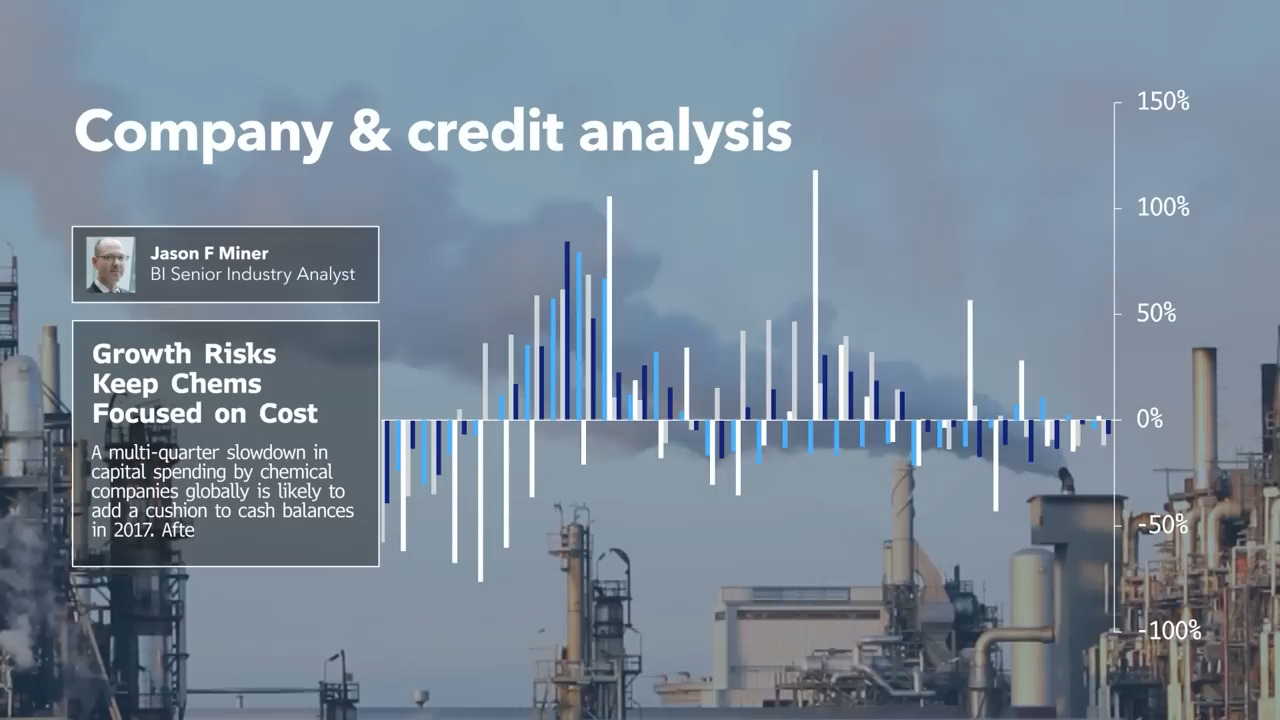 Company & credit analysis
Jason F Miner
BI Senior Industry Analyst
Growth Risks
Keep Chems
Focused on Cost
A multi-quarter slowdown in
capital spending by chemical
companies globally is likely to
add a cushion to cash balances
in 2017. Afte
150%
100%
50%
0%
-50%
-100%